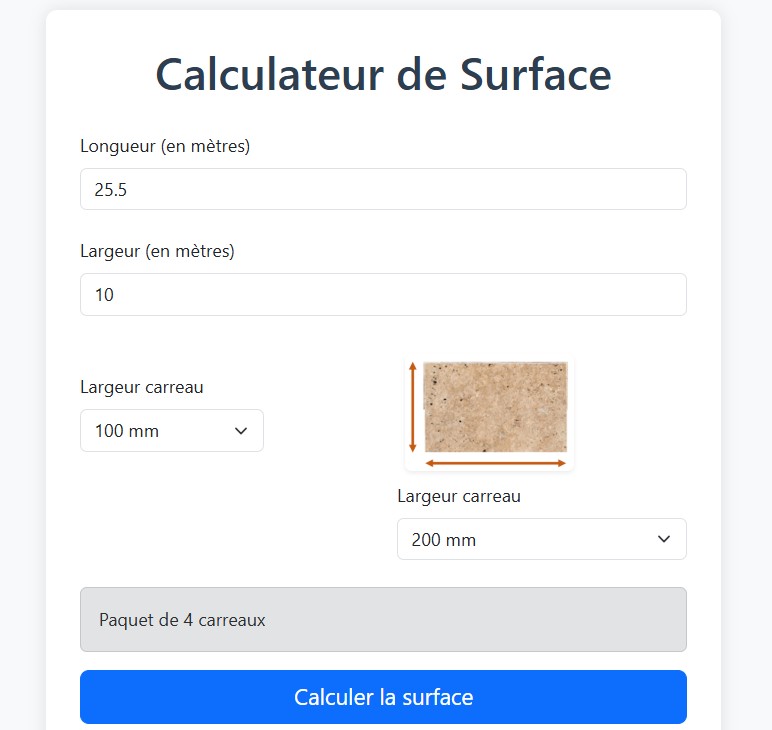 Calculateur de Surface
Longueur (en mètres)
25.5
Largeur (en mètres)
10
Largeur carreau
100 mm
Largeur carreau
200 mm
Paquet de 4 carreaux
Calculer la surface